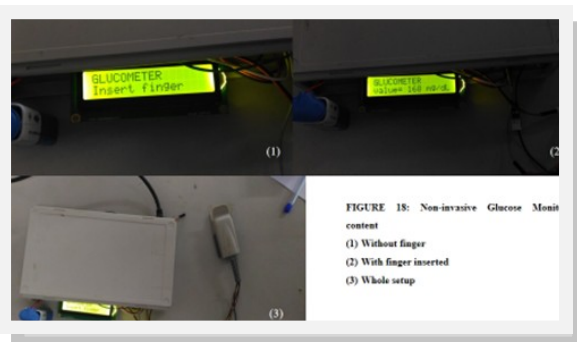 GLUCOMETER
Insert finger
(1)
GLUCOMETER
Value= 168 mg/dL
(2
(3)
FIGURE 18: Non-invasive Glucose Monit
content
(1) Without finger
(2) With finger inserted
(3) Whole setup